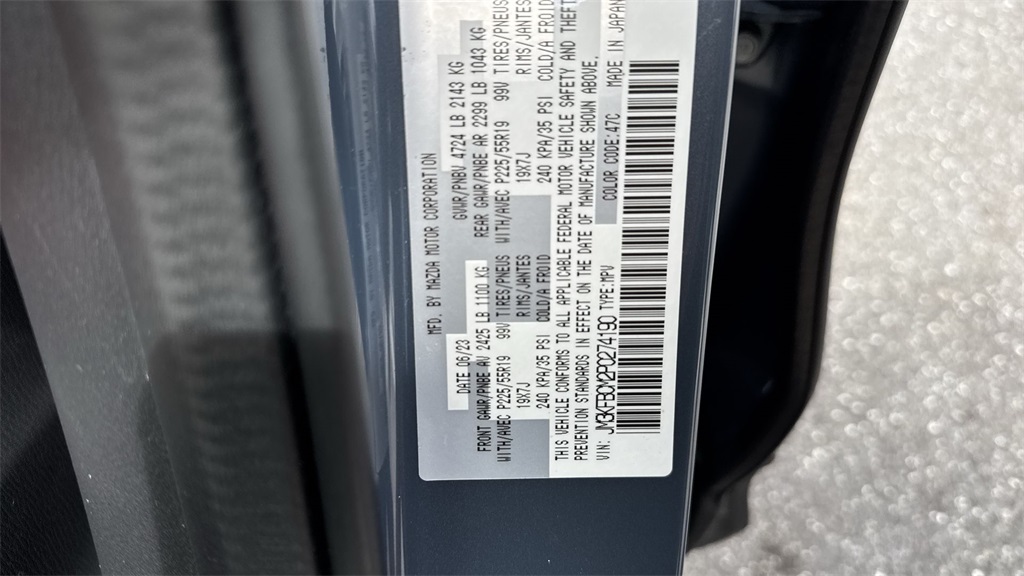 MFD. BY MAZDA MOTOR CORPORATION
DATE 06/23 GVWR/PNBV 4724 LB 2143 KG
FRONT GAWR/PNBE AV 2425 LB 1100 KG REAR GAWR/PNBE AR 2299 LB 1043 KG
WITH/AVEC P225/55R19 99V TIRES/PNEUS WITH/AVEC P225/55R19 99V TIRES/PNEUS
19X7J RIMS/JANTES 19X7J RIMS/JANTES
240 KPA/35 PSI COLD/A FROID 240 KPA/35 PSI COLD/A FROID
THIS VEHICLE CONFORMS TO ALL APPLICABLE FEDERAL MOTOR VEHICLE SAFETY AND THEFT
PREVENTION STANDARDS IN EFFECT ON THE DATE OF MANUFACTURE SHOWN ABOVE.
VIN: JM3KFBCM2P0274190 TYPE:MPV COLOR CODE:47C MADE IN JAPAN